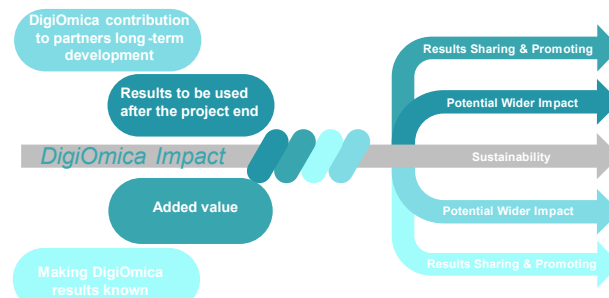 DigiOmica contribution
to partners long-term
development
Results to be used
after the project end
DigiOmica Impact
Added value
Making DigiOmica
results known
Results Sharing & Promoting
Potential Wider Impact
Sustainability
Potential Wider Impact
Results Sharing & Promoting